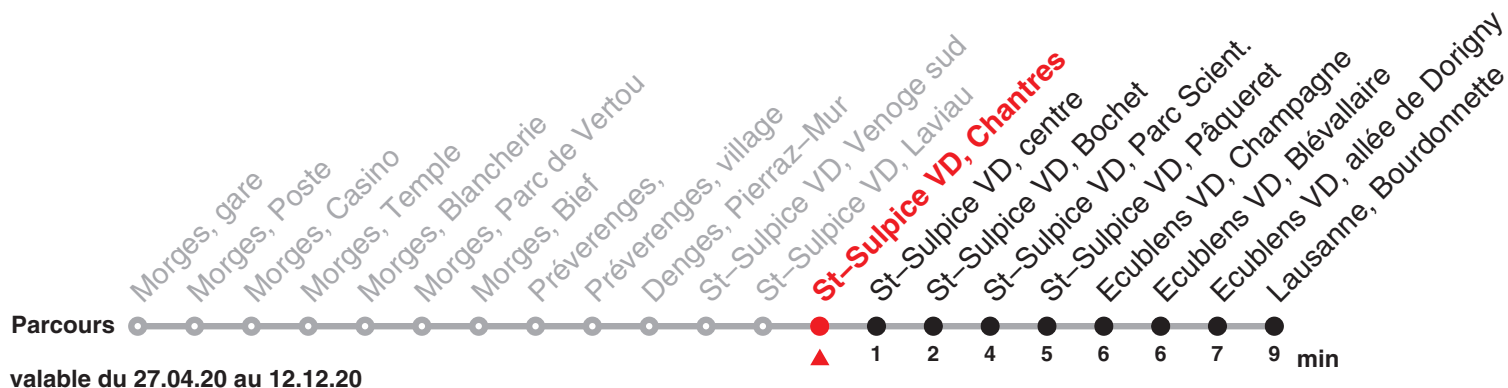 Morges, gare
Morges, Poste
Morges, Casino
Morges, Temple
Morges, Blancherie
Morges, Parc de Vertou
Morges, Bief
Préverenges,
Préverenges, village
Denges, Pierraz–Mur
St–Sulpice VD, Venoge sud
St–Sulpice VD, Laviau
St–Sulpice VD, Chantres
St–Sulpice VD, centre
St–Sulpice VD, Bochet
St–Sulpice VD, Parc Scient.
St–Sulpice VD, Pâqueret
Ecublens VD, Champagne
Ecublens VD, Blévallaire
Ecublens VD, allée de Dorigny
Lausanne, Bourdonnette
Parcours
1 2 4 5 6 6 7 9 min
valable du 27.04.20 au 12.12.20